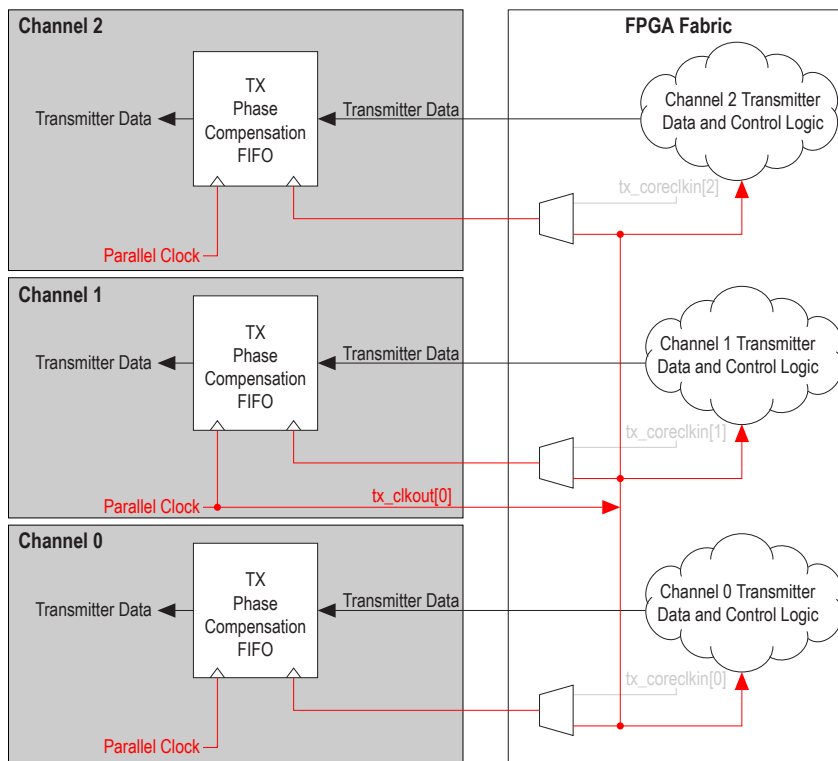 Channel 2
FPGA Fabric
TX
Phase
Compensation
FIFO
Transmitter Data
Transmitter Data
Channel 2 Transmitter
Data and Control Logic
tx_coreclkin[2]
Parallel Clock
Channel 1
TX
Phase
Compensation
FIFO
Transmitter Data
Transmitter Data
Channel 1 Transmitter
Data and Control Logic
tx_coreclkin[1]
Parallel Clock
tx_clkout[0]
Channel 0
TX
Phase
Compensation
FIFO
Transmitter Data
Transmitter Data
Channel 0 Transmitter
Data and Control Logic
tx_coreclkin[0]
Parallel Clock